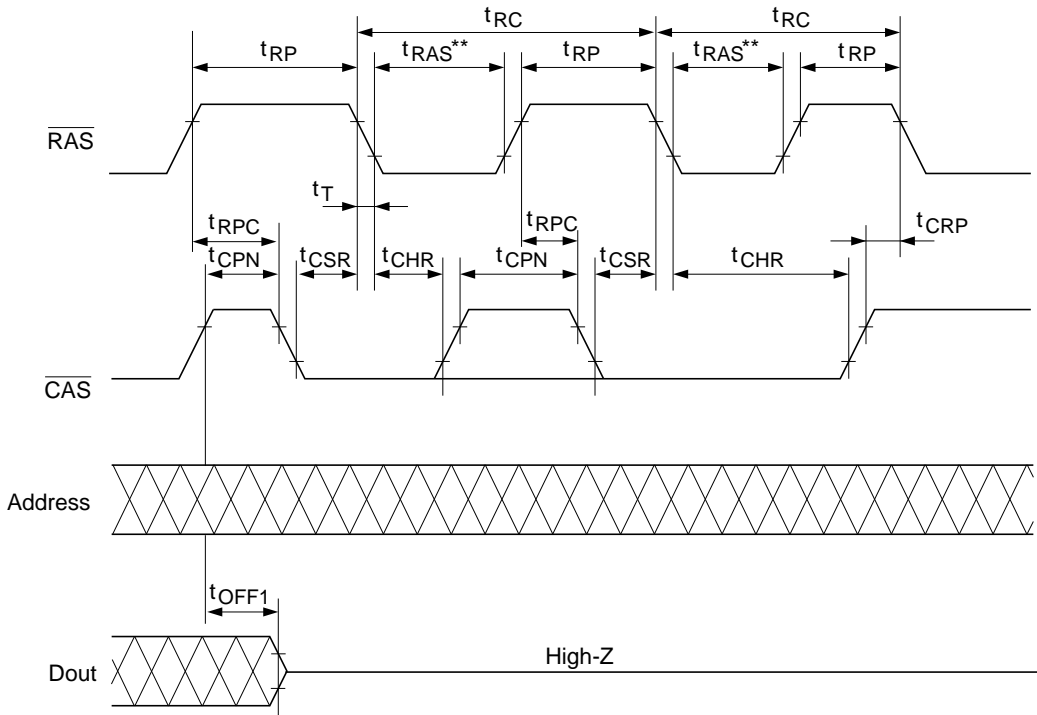 tRC tRC
tRP tRAS** tRP tRAS** tRP
RAS
tT
tRPC tRPC tCRP
tCPN tCSR tCHR tCPN tCSR tCHR
CAS
Address
tOFF1
Dout High-Z